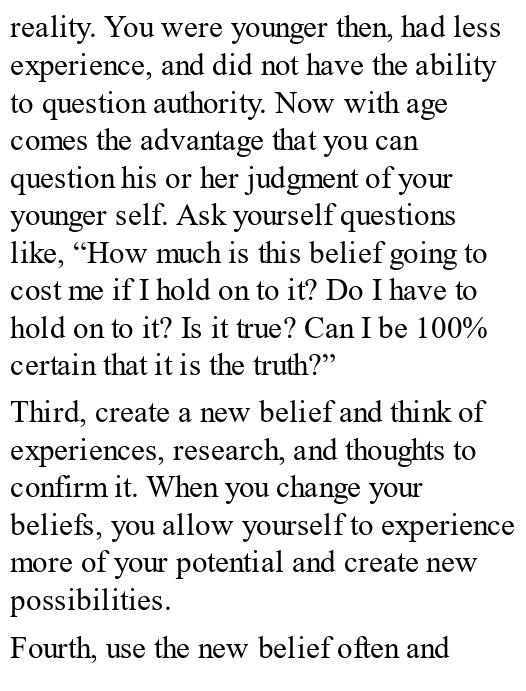 reality. You were younger then, had less
experience, and did not have the ability
to question authority. Now with age
comes the advantage that you can
question his or her judgment of your
younger self. Ask yourself questions
like, “How much is this belief going to
cost me if I hold on to it? Do I have to
hold on to it? Is it true? Can I be 100%
certain that it is the truth?”
Third, create a new belief and think of
experiences, research, and thoughts to
confirm it. When you change your
beliefs, you allow yourself to experience
more of your potential and create new
possibilities.
Fourth, use the new belief often and